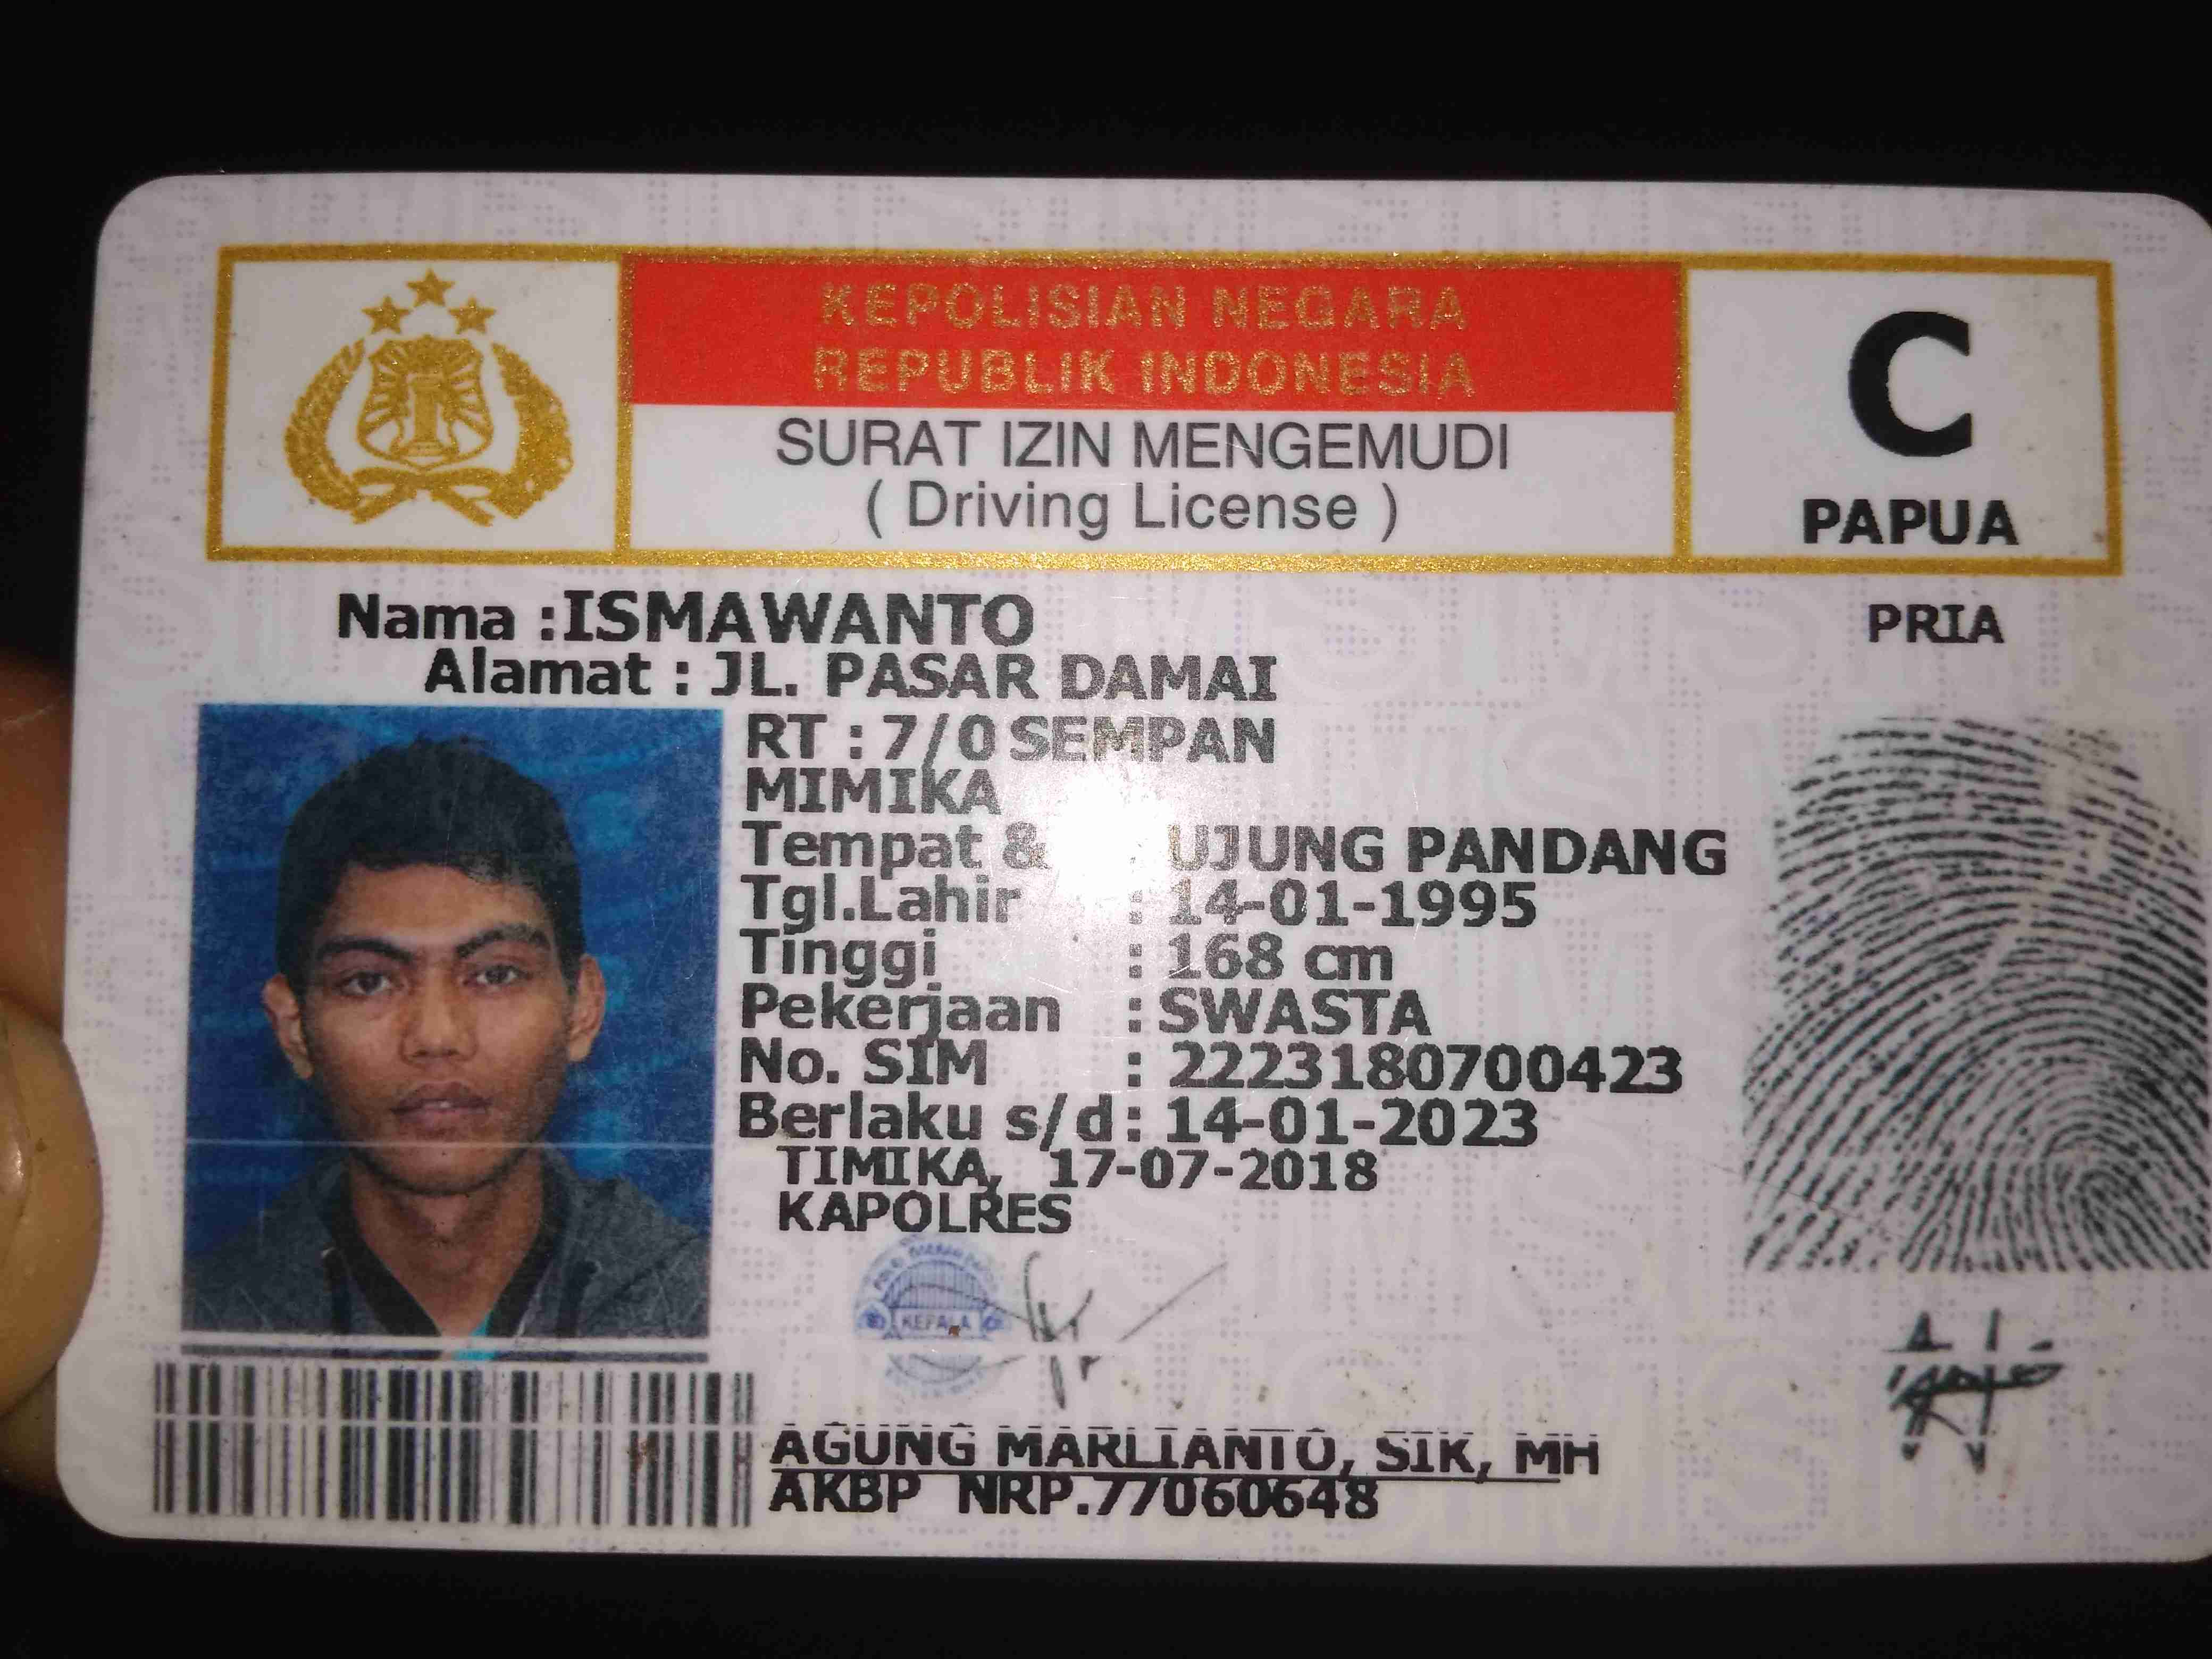 KEPOLISIAN NEGARA
REPUBLIK INDONESIA
SURAT IZIN MENGEMUDI
( Driving License )
C
PAPUA
PRIA
Nama :ISMAWANTO
Alamat : JL. PASAR DAMAI
RT : 7/0 SEMPAN
MIMIKA
Tempat & : UJUNG PANDANG
Tgl.Lahir : 14-01-1995
Tinggi : 168 cm
Pekerjaan : SWASTA
No. SIM : 2223180700423
Berlaku s/d : 14-01-2023
TIMIKA, 17-07-2018
KAPOLRES
KEPALA
AGUNG MARLIANTO, SIK, MH
AKBP NRP.77060648